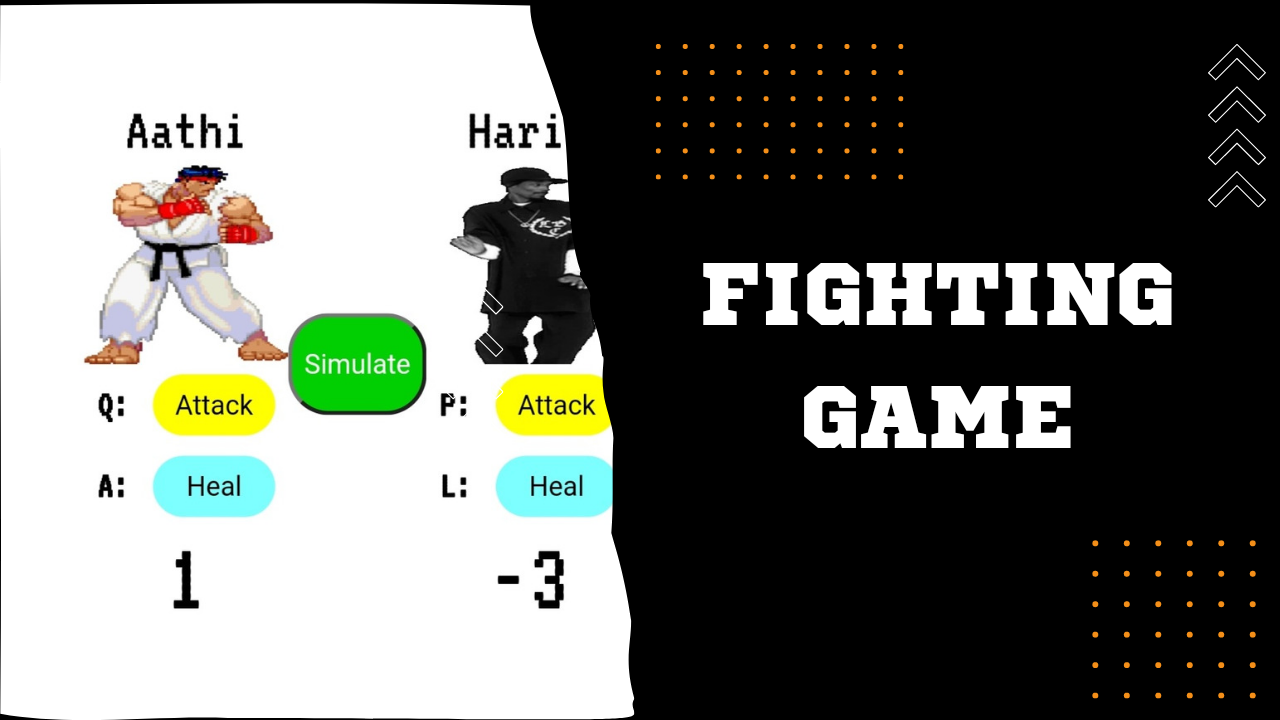 Aathi
Hari
Simulate
Q: Attack
P: Attack
A: Heal
L: Heal
1
-3
FIGHTING
GAME